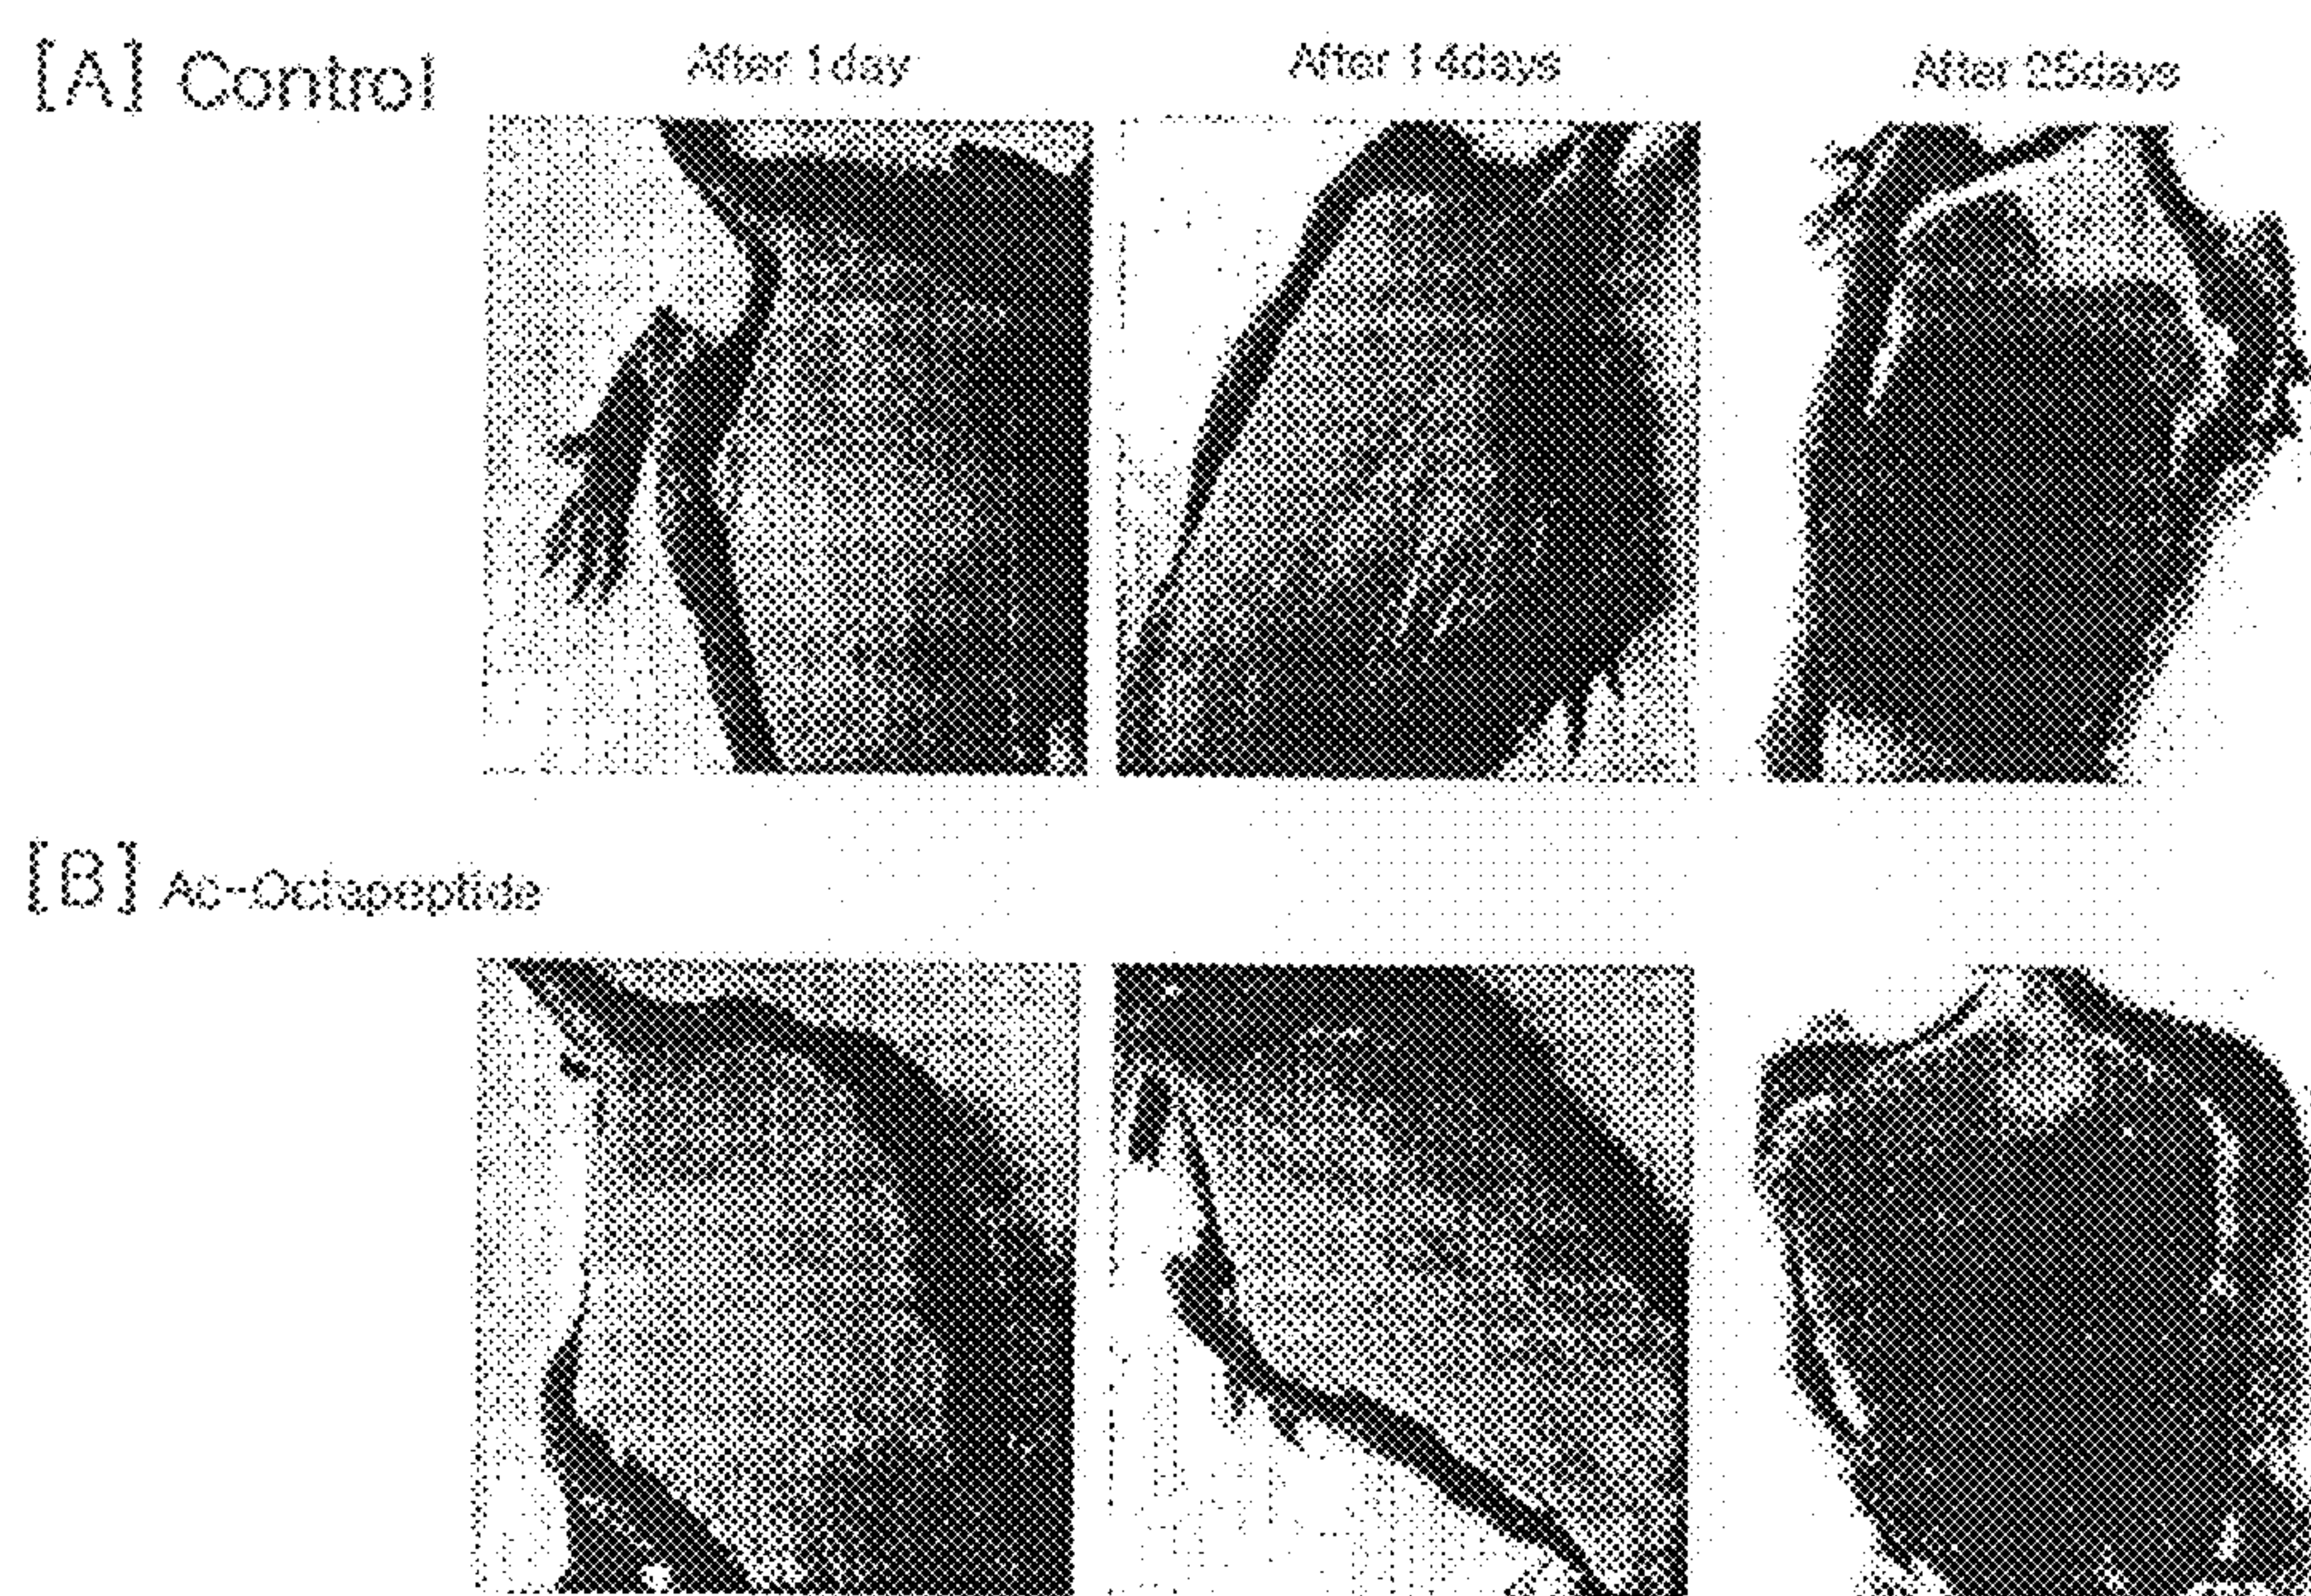 [A] Control
After 1day
After 14days
After 25days
[B] Ac-Octapeptide